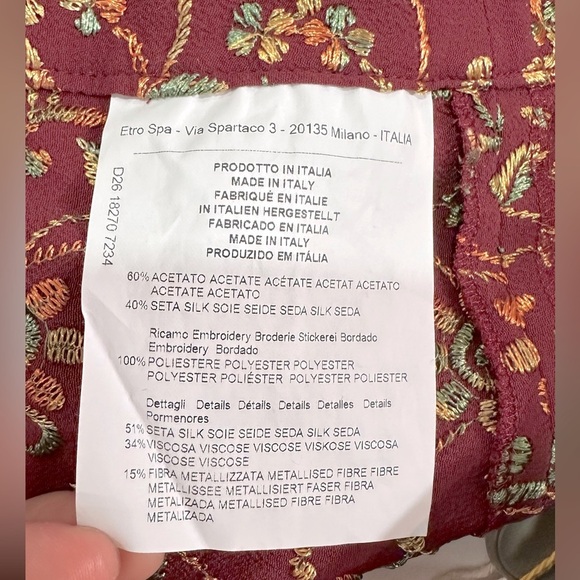 Etro Spa - Via Spartaco 3 - 20135 Milano - ITALIA
PRODOTTO IN ITALIA
MADE IN ITALY
FABRIQUÉ EN ITALIE
IN ITALIEN HERGESTELLT
FABRICADO EN ITALIA
MADE IN ITALY
PRODUZIDO EM ITÁLIA
D26 18270 7234
60% ACETATO ACETATE ACÉTATE ACETAT ACETATO
ACETATE ACETATO
40% SETA SILK SOIE SEIDE SEDA SILK SEDA
Ricamo Embroidery Broderie Stickerei Bordado
Embroidery Bordado
100% POLIESTERE POLYESTER POLYESTER
POLYESTER POLIÉSTER POLYESTER POLIESTER
Dettagli Details Détails Details Detalles Details
Pormenores
51% SETA SILK SOIE SEIDE SEDA SILK SEDA
34% VISCOSA VISCOSE VISCOSE VISKOSE VISCOSA
VISCOSE VISCOSE
15% FIBRA METALLIZZATA METALLISED FIBRE FIBRE
METALLISEE METALLISIERT FASER FIBRA
METALIZADA METALLISED FIBRE FIBRA
METALIZADA